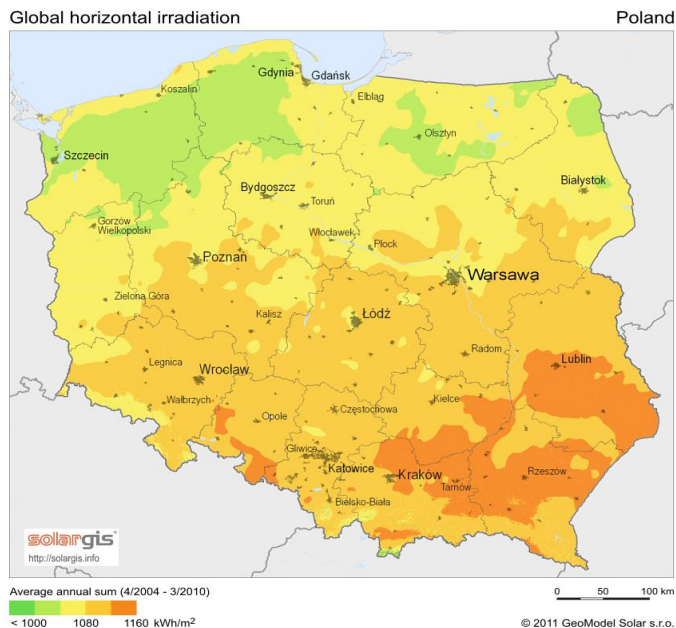 Global horizontal irradiation Poland
Gdynia
Gdańsk
Koszalin
Elbląg
Olsztyn
Szczecin
Białystok
Bydgoszcz
Toruń
Gorzów
Wielkopolski
Włocławek
Płock
Poznań
Warsawa
Zielona Góra
Kalisz
Łódź
Radom
Lublin
Legnica
Wrocław
Wałbrzych
Opole
Częstochowa
Kielce
Gliwice
Katowice
Kraków
Tarnów
Rzeszów
Bielsko-Biała
solargis
http://solargis.info
Average annual sum (4/2004 - 3/2010)
0 50 100 km
< 1000 1080 1160 kWh/m²
© 2011 GeoModel Solar s.r.o.